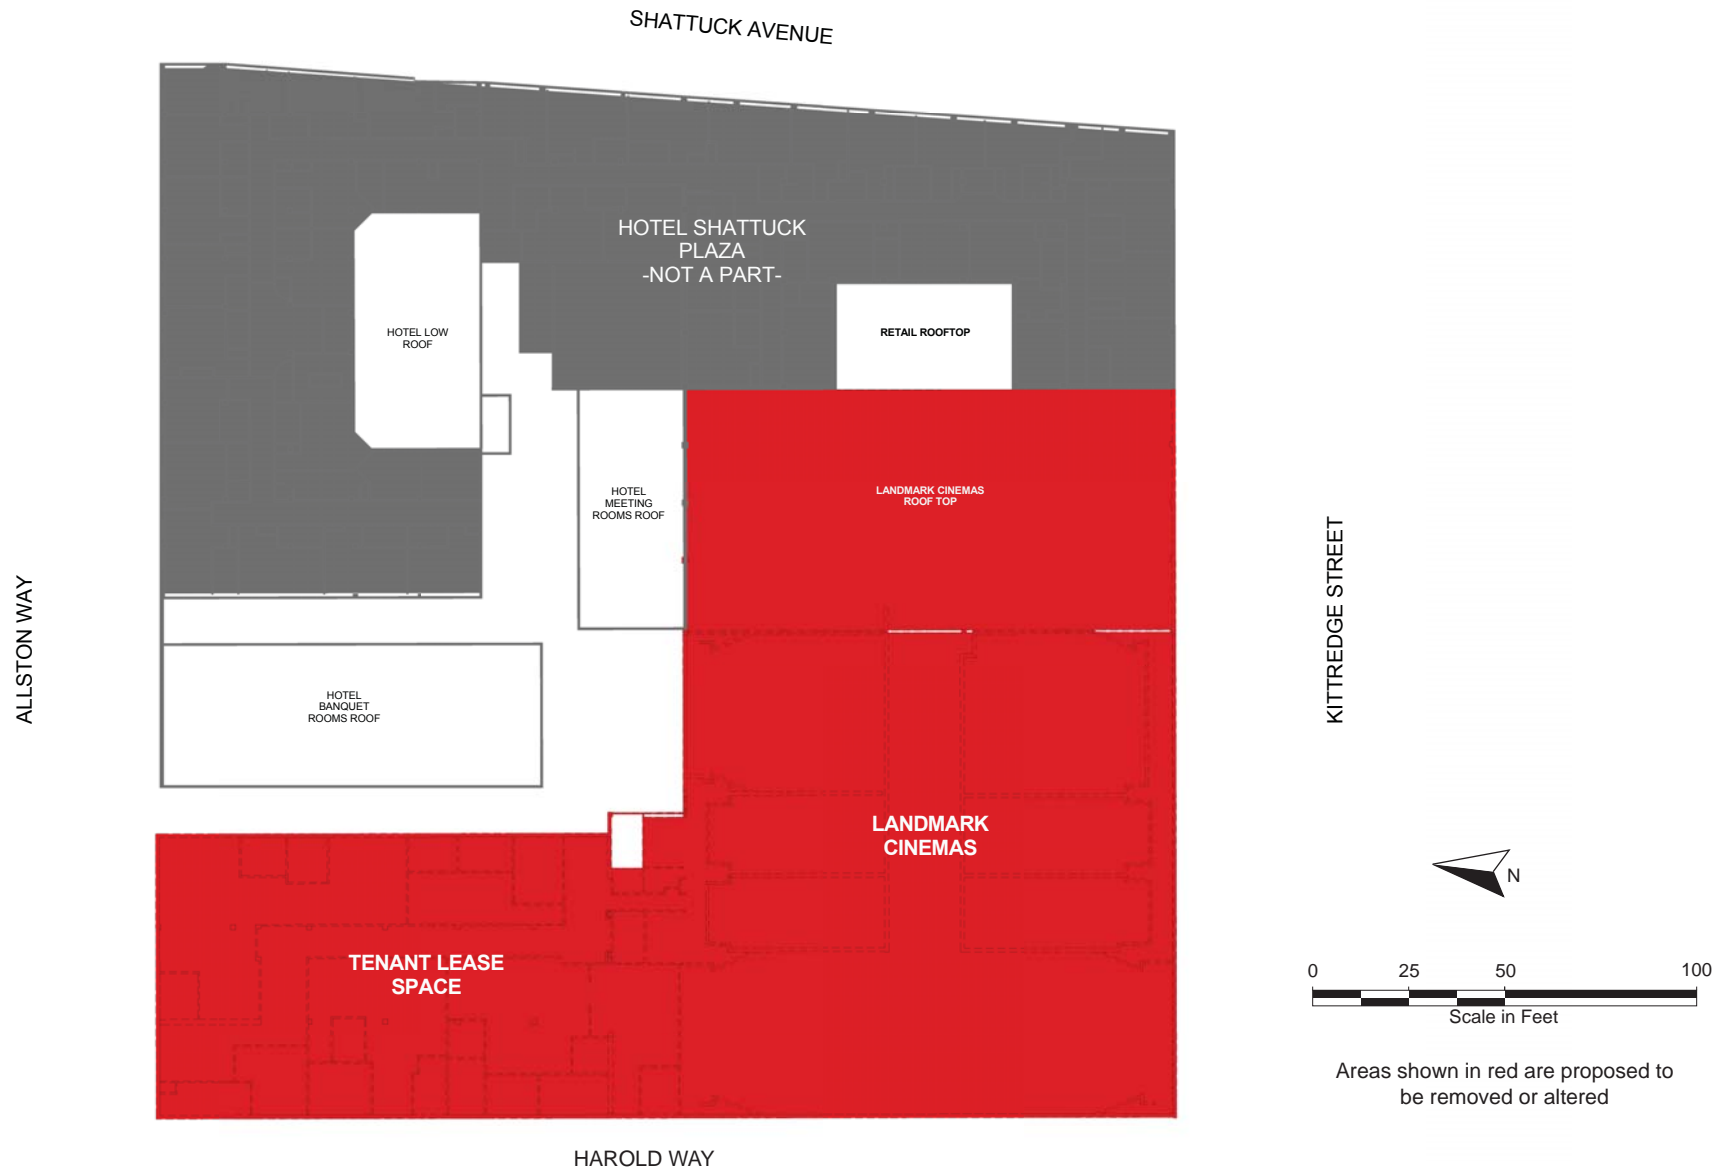 SHATTUCK AVENUE
HOTEL SHATTUCK
PLAZA
-NOT A PART-
HOTEL LOW
ROOF
RETAIL ROOFTOP
HOTEL
MEETING
ROOMS ROOF
LANDMARK CINEMAS
ROOF TOP
ALLSTON WAY
KITTREDGE STREET
HOTEL
BANQUET
ROOMS ROOF
LANDMARK
CINEMAS
N
TENANT LEASE
SPACE
0 25 50 100
Scale in Feet
Areas shown in red are proposed to
be removed or altered
HAROLD WAY